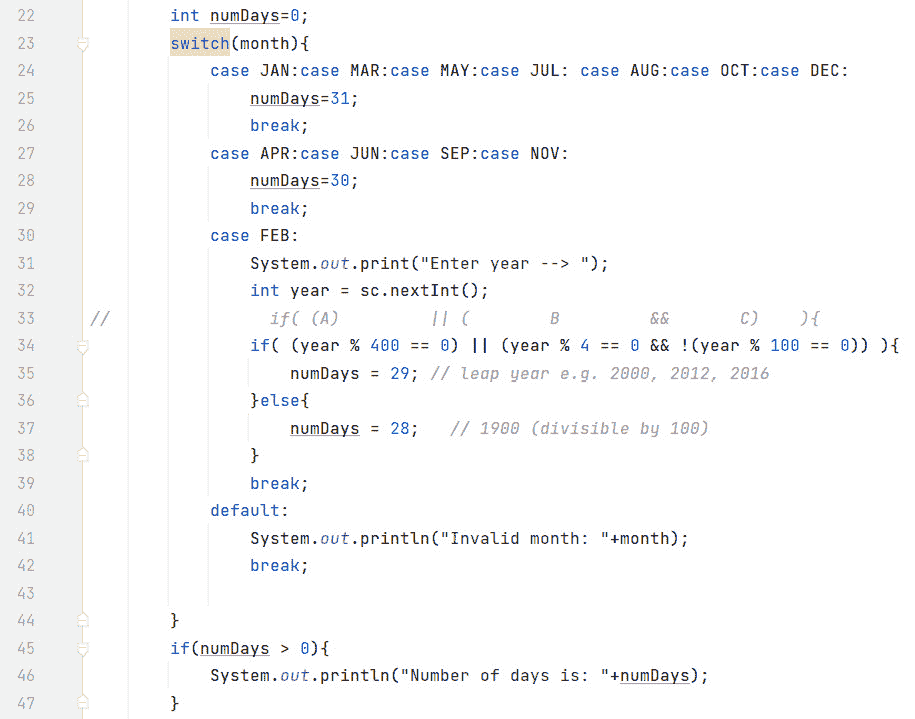 22 int numDays=0;
23 switch(month){
24 case JAN:case MAR:case MAY:case JUL: case AUG:case OCT:case DEC:
25 numDays=31;
26 break;
27 case APR:case JUN:case SEP:case NOV:
28 numDays=30;
29 break;
30 case FEB:
31 System.out.print("Enter year --> ");
32 int year = sc.nextInt();
33 // if( (A) || ( B && C) ){
34 if( (year % 400 == 0) || (year % 4 == 0 && !(year % 100 == 0)) ){
35 numDays = 29; // leap year e.g. 2000, 2012, 2016
36 }else{
37 numDays = 28; // 1900 (divisible by 100)
38 }
39 break;
40 default:
41 System.out.println("Invalid month: "+month);
42 break;
43
44 }
45 if(numDays > 0){
46 System.out.println("Number of days is: "+numDays);
47 }